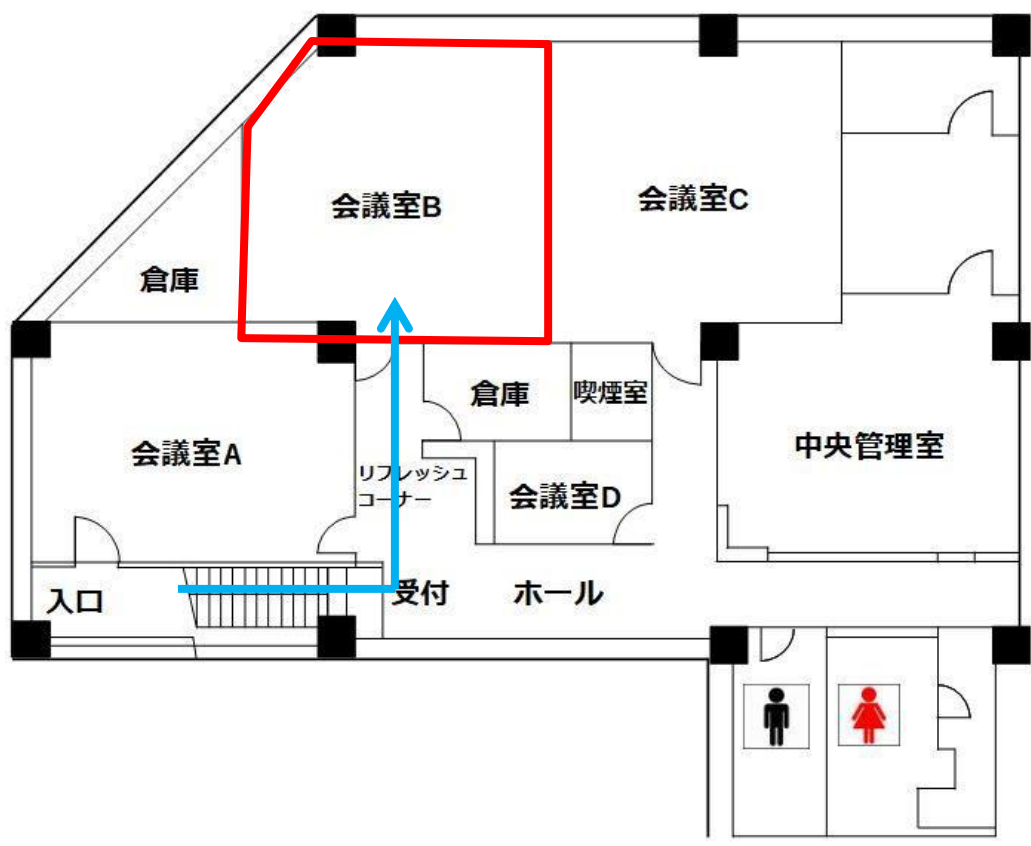 会議室B
会議室C
倉庫
倉庫
喫煙室
会議室A
中央管理室
リフレッシュ
コーナー
会議室D
入口
受付
ホール